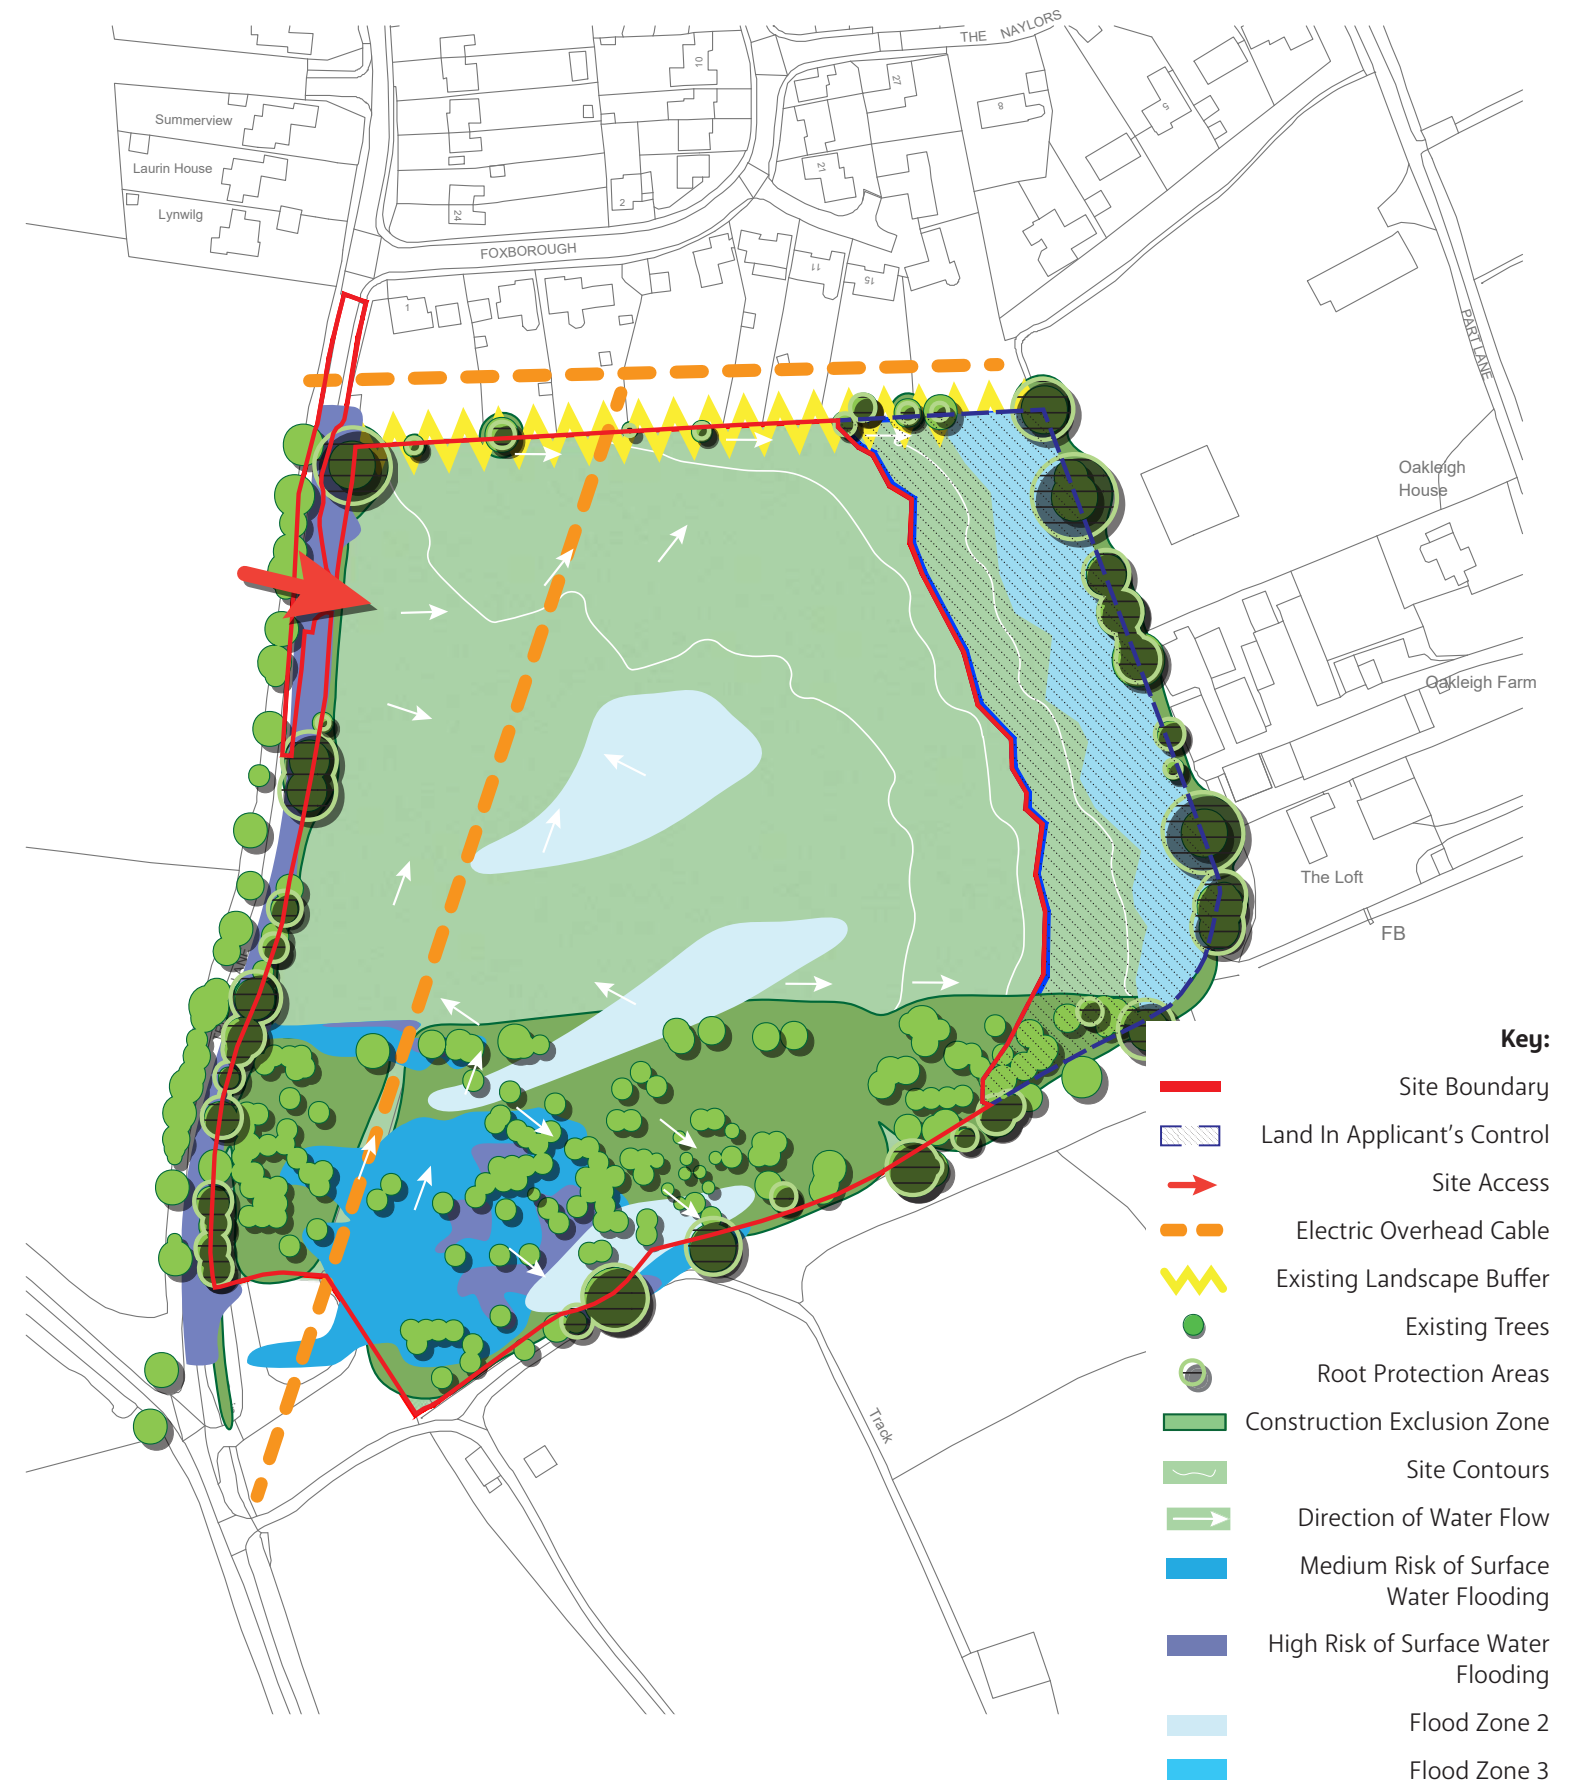 THE NAYLORS
10
27
8
5
Summerview
Laurin House
21
24
2
Lynwilg
FOXBOROUGH
11
15
1
PART LANE
Oakleigh
House
Oakleigh Farm
The Loft
FB
LANE
Track
Key:
Site Boundary
Land In Applicant's Control
Site Access
Electric Overhead Cable
Existing Landscape Buffer
Existing Trees
Root Protection Areas
Construction Exclusion Zone
Site Contours
Direction of Water Flow
Medium Risk of Surface
Water Flooding
High Risk of Surface Water
Flooding
Flood Zone 2
Flood Zone 3